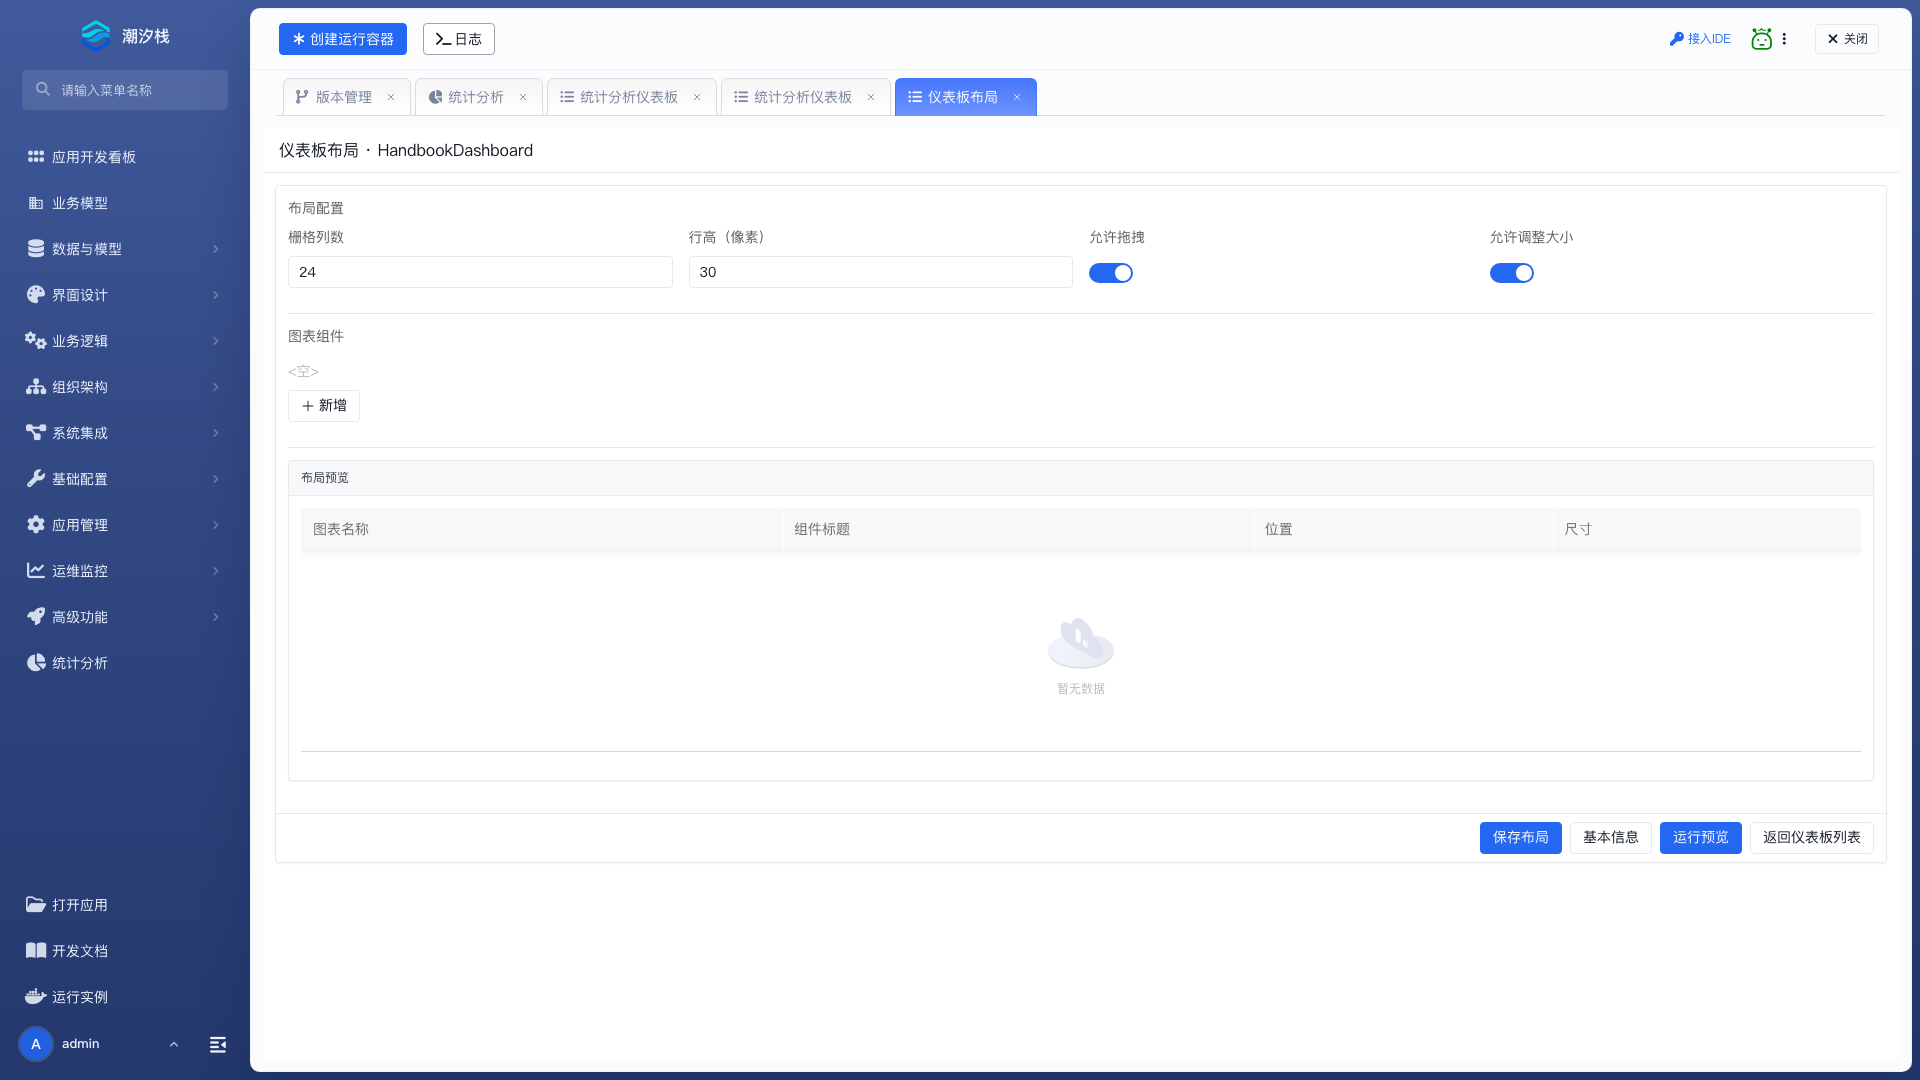 潮汐栈
请输入菜单名称
应用开发看板
业务模型
数据与模型
界面设计
业务逻辑
组织架构
系统集成
基础配置
应用管理
运维监控
高级功能
统计分析
打开应用
开发文档
运行实例
A admin
创建运行容器 日志 接入IDE 关闭
版本管理 统计分析 统计分析仪表板 统计分析仪表板 仪表板布局
仪表板布局 · HandbookDashboard
布局配置
栅格列数 行高（像素） 允许拖拽 允许调整大小
24 30
图表组件
<空>
新增
布局预览
图表名称 组件标题 位置 尺寸
暂无数据
保存布局 基本信息 运行预览 返回仪表板列表